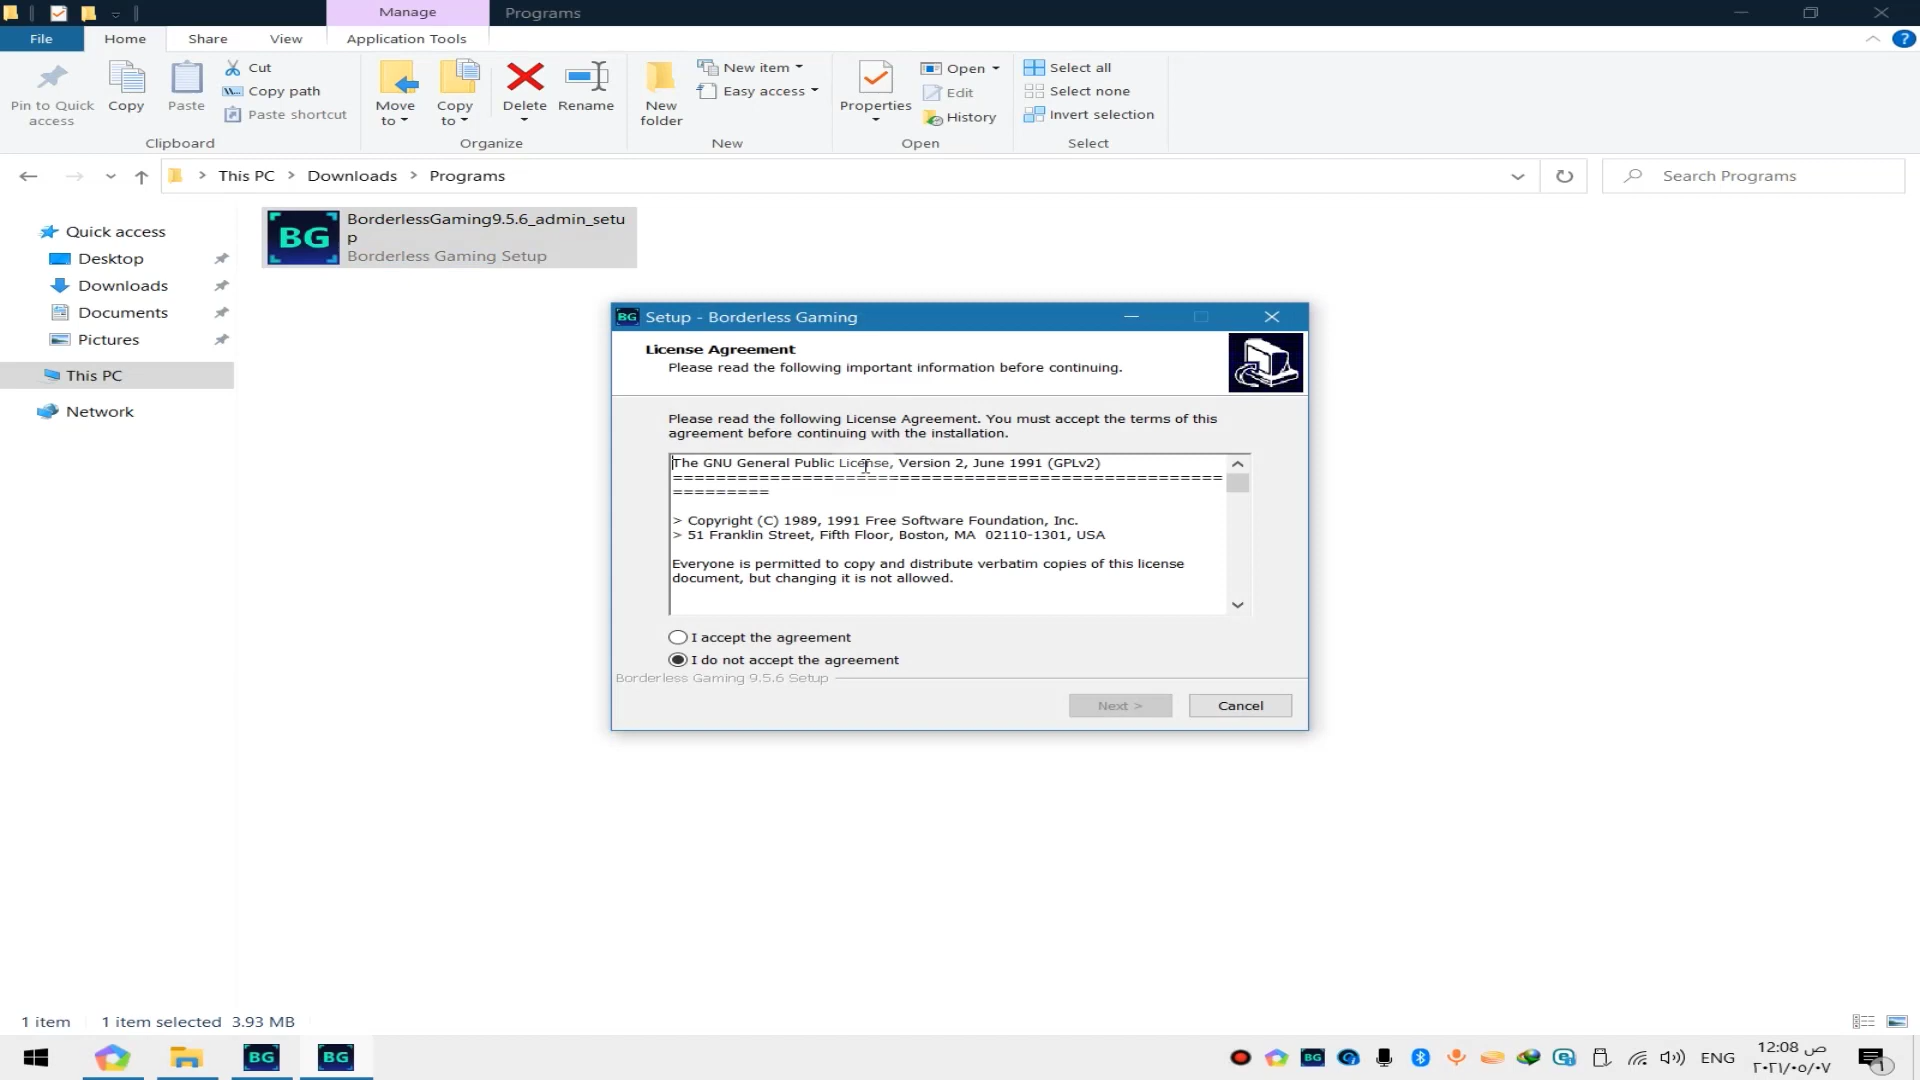 Manage
Programs
File
Home
Share
View
Application Tools
Pin to Quick
access
Copy
Paste
Cut
Copy path
Paste shortcut
Clipboard
Move
to
Copy
to
Delete
Rename
Organize
New
folder
New item
Easy access
New
Properties
Open
Edit
History
Open
Select all
Select none
Invert selection
Select
This PC
Downloads
Programs
Search Programs
Quick access
Desktop
Downloads
Documents
Pictures
This PC
Network
BG
BorderlessGaming9.5.6_admin_setu
p
Borderless Gaming Setup
BG
Setup - Borderless Gaming
License Agreement
Please read the following important information before continuing.
Please read the following License Agreement. You must accept the terms of this
agreement before continuing with the installation.
The GNU General Public License, Version 2, June 1991 (GPLv2)
===================================================
=========
> Copyright (C) 1989, 1991 Free Software Foundation, Inc.
> 51 Franklin Street, Fifth Floor, Boston, MA  02110-1301, USA
Everyone is permitted to copy and distribute verbatim copies of this license
document, but changing it is not allowed.
I accept the agreement
I do not accept the agreement
Borderless Gaming 9.5.6 Setup
Next >
Cancel
1 item
1 item selected  3.93 MB
BG
BG
BG
ENG
12:08 ص
٢٠٢١/٠٥/٠٧
١